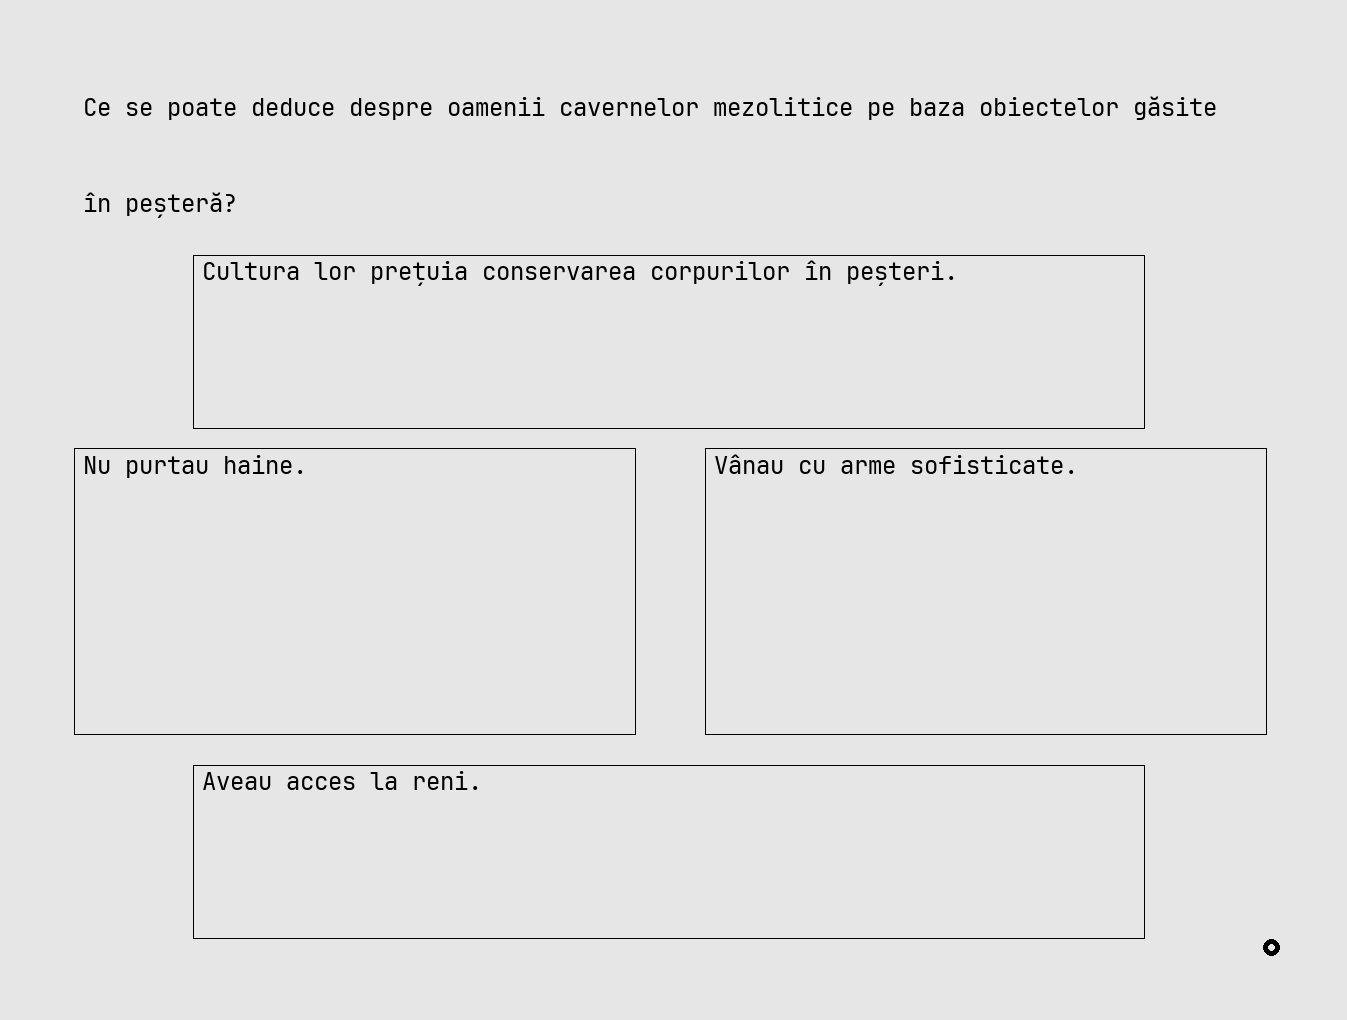 Ce se poate deduce despre oamenii cavernelor mezolitice pe baza obiectelor găsite
în peșteră?
Cultura lor prețuia conservarea corpurilor în peșteri.
Nu purtau haine.
Vânau cu arme sofisticate.
Aveau acces la reni.